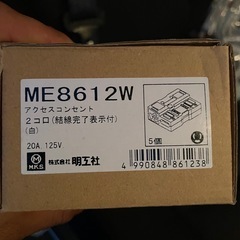 ME8612W
アクセスコンセント
2コロ(結線完了表示付)
(白)
20A 125V
5個
MKS 株式会社 明工社
4 990848 861238